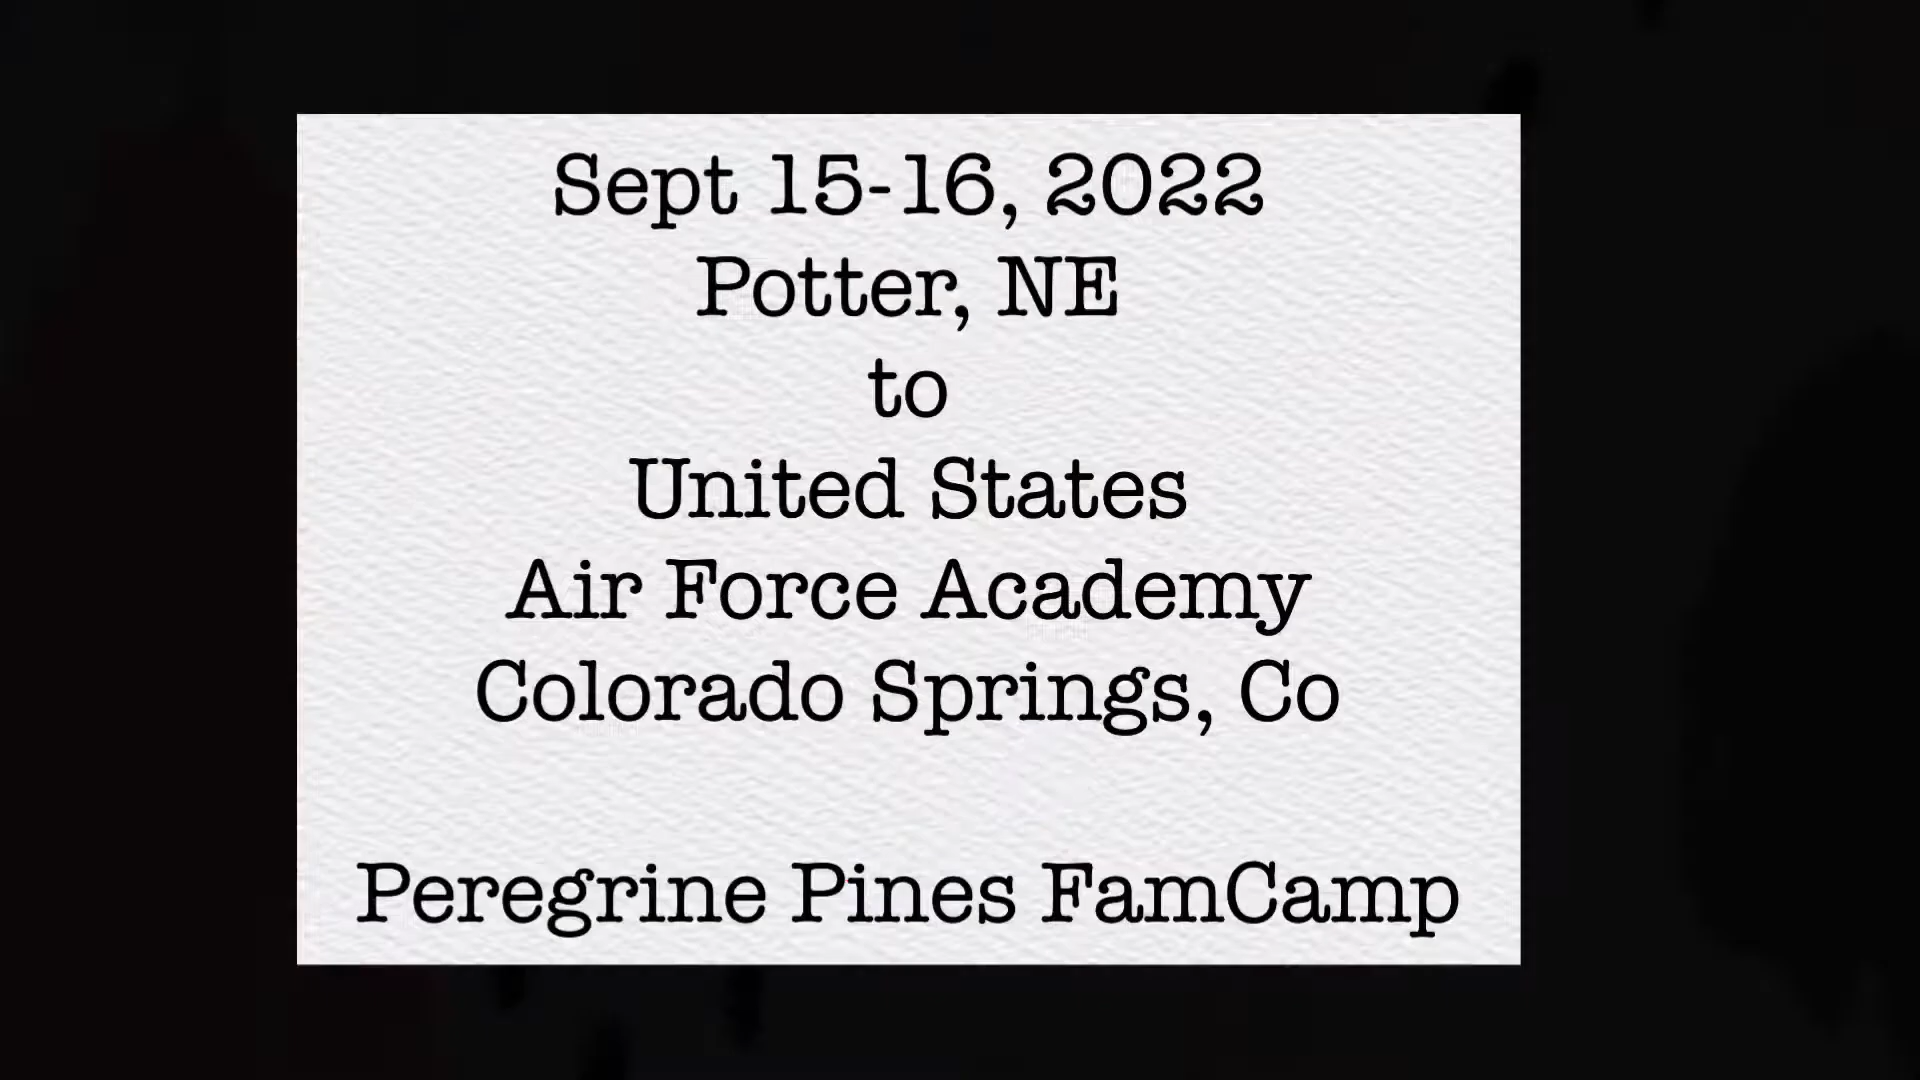 Sept 15-16, 2022
Potter, NE
to
United States
Air Force Academy
Colorado Springs, Co
Peregrine Pines FamCamp